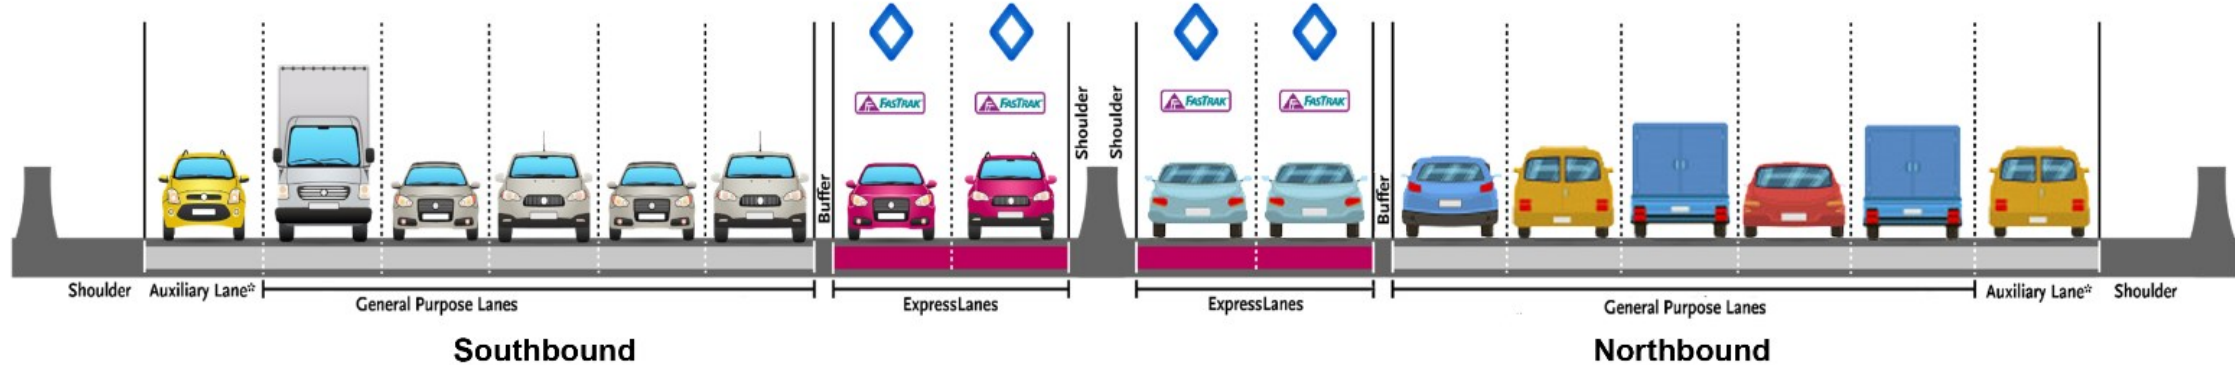 FASTRAK
FASTRAK
FASTRAK
FASTRAK
Buffer
Shoulder
Shoulder
Buffer
Shoulder
Auxiliary Lane*
General Purpose Lanes
ExpressLanes
ExpressLanes
General Purpose Lanes
Auxiliary Lane*
Shoulder
Southbound
Northbound